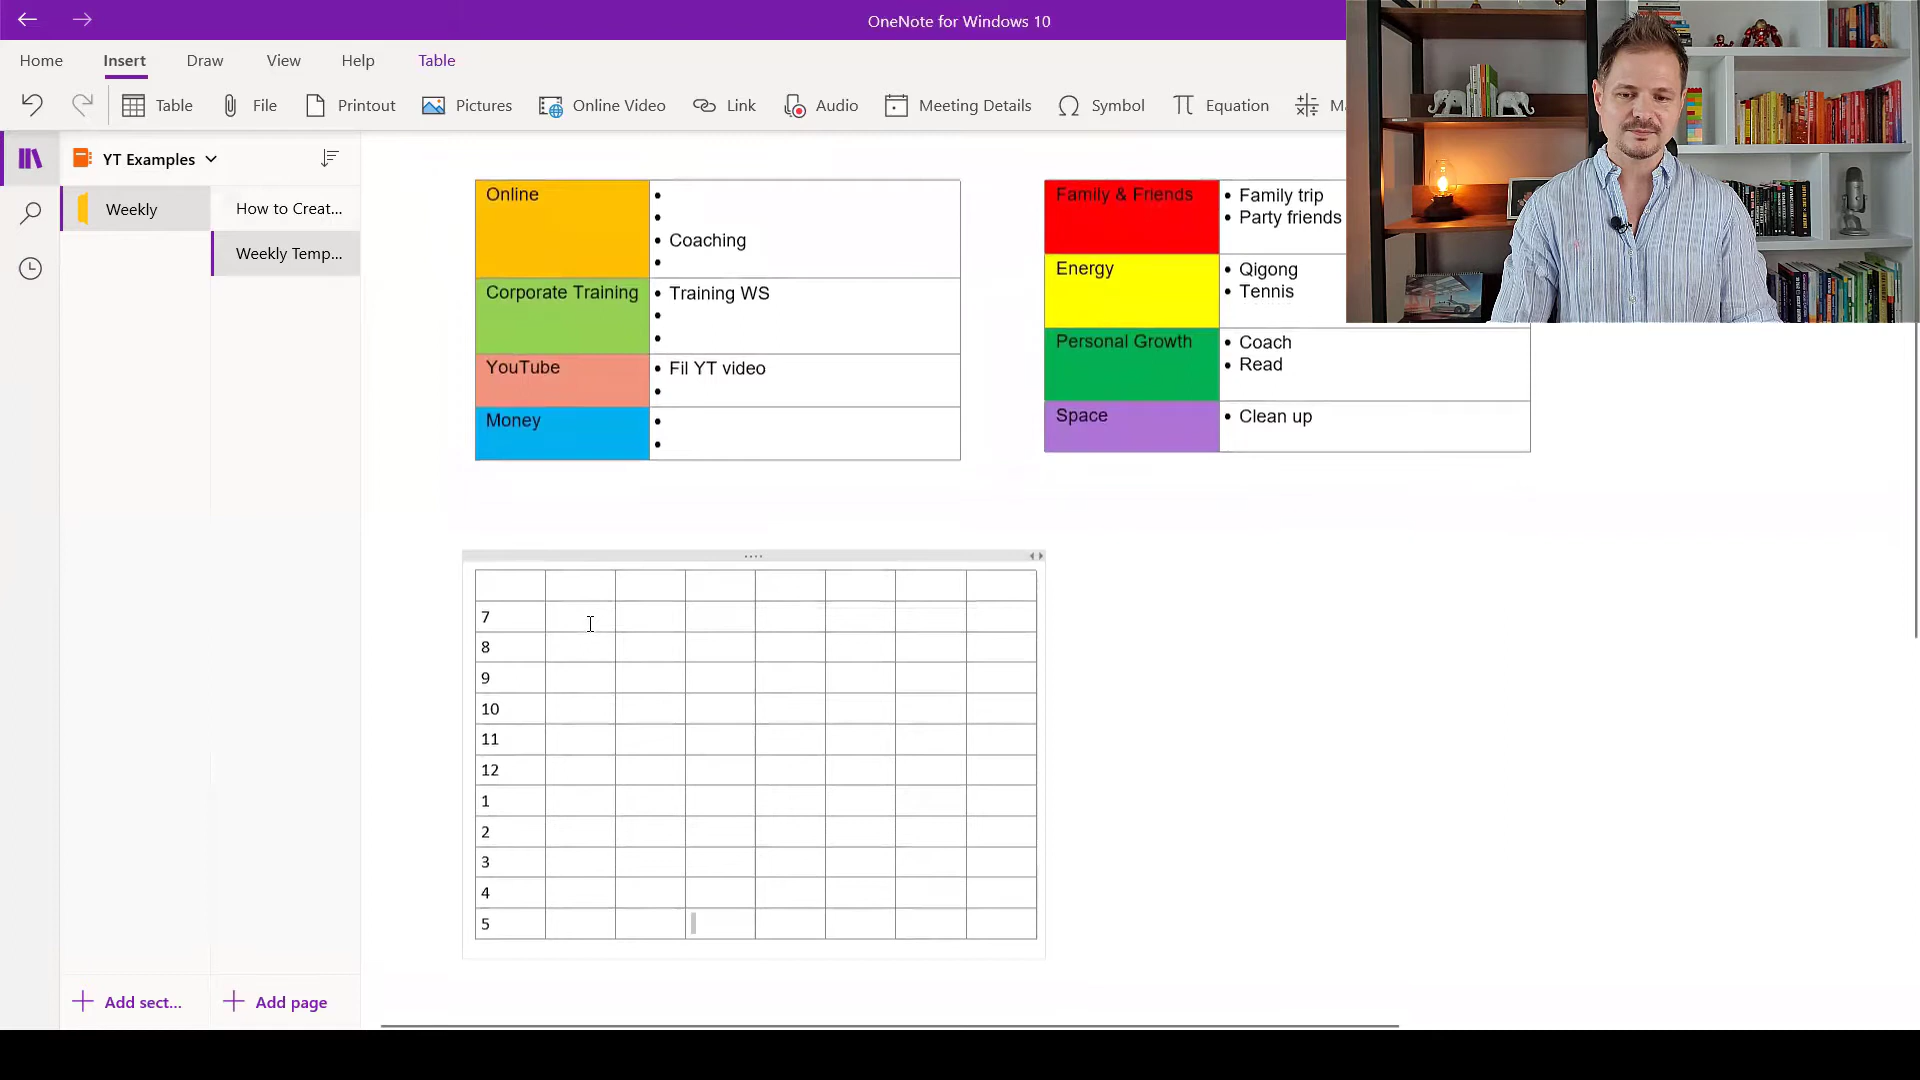 OneNote for Windows 10
Home Insert Draw View Help Table
Table File Printout Pictures Online Video Link Audio Meeting Details Symbol Equation
YT Examples
Weekly
How to Creat...
Weekly Temp...
Online
Coaching
Corporate Training
Training WS
YouTube
Fil YT video
Money
Family & Friends
Family trip
Party friends
Energy
Qigong
Tennis
Personal Growth
Coach
Read
Space
Clean up
7
8
9
10
11
12
1
2
3
4
5
Add sect...
Add page